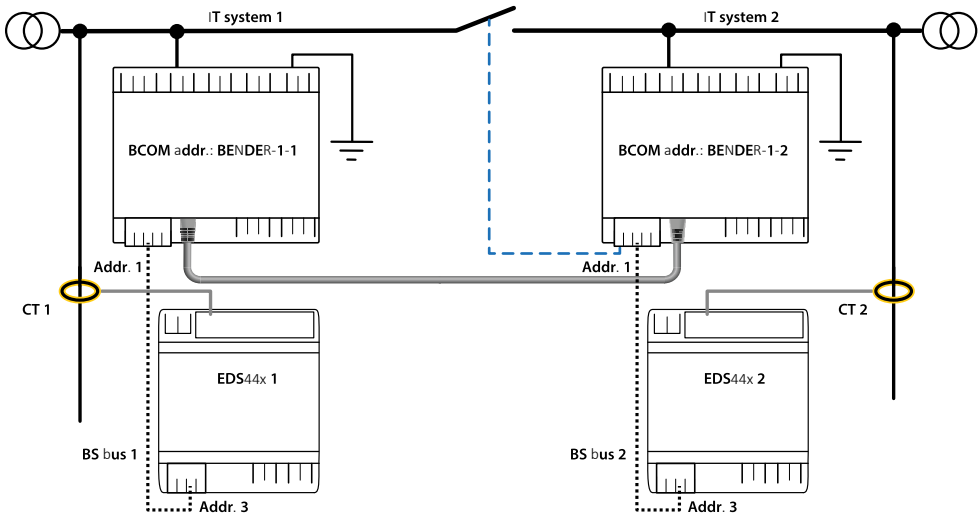 IT system 1
IT system 2
BCOM addr.: BENDER-1-1
BCOM addr.: BENDER-1-2
Addr. 1
Addr. 1
CT 1
CT 2
EDS44x 1
EDS44x 2
BS bus 1
BS bus 2
Addr. 3
Addr. 3